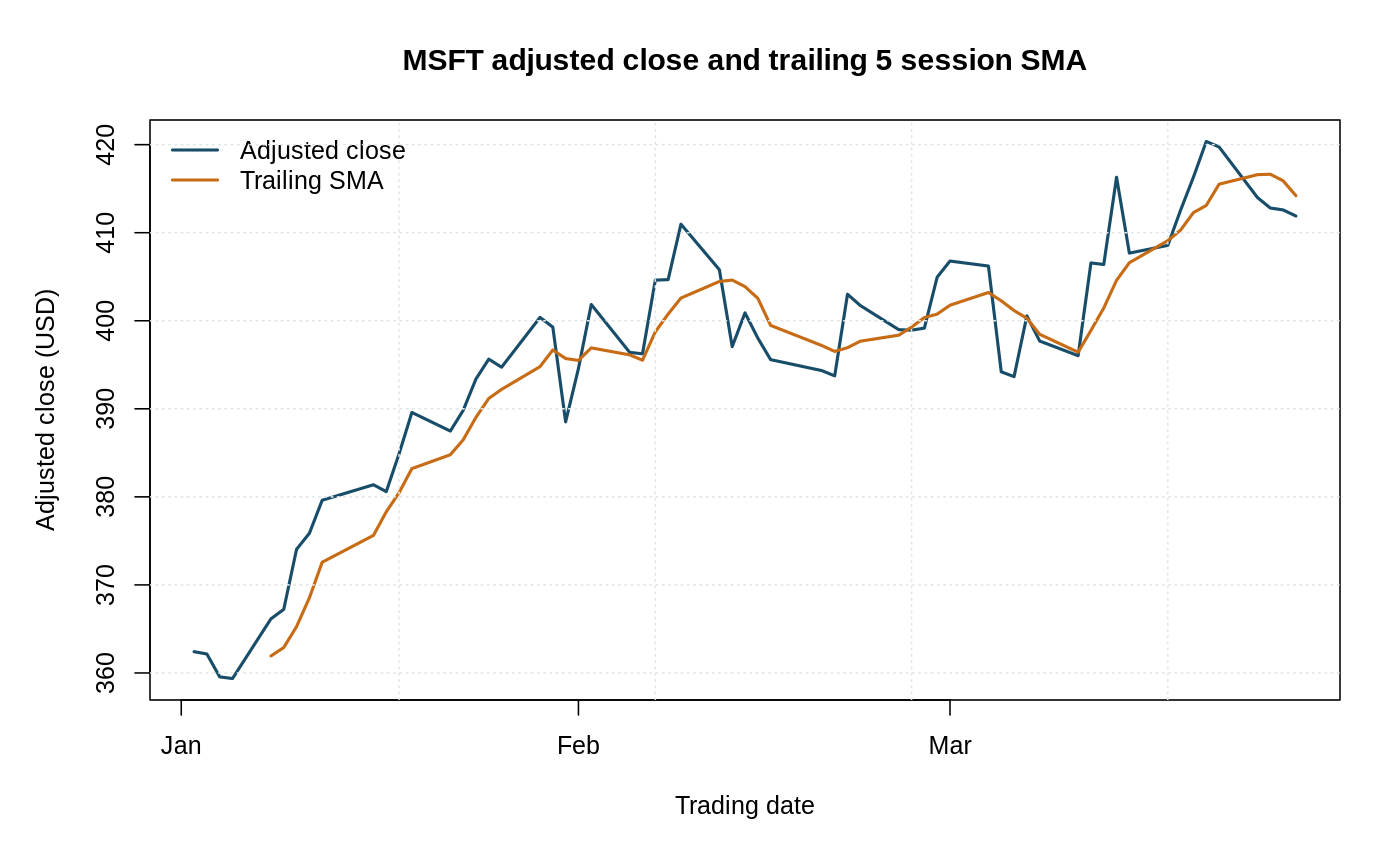 MSFT adjusted close and trailing 5 session SMA
Adjusted close
Trailing SMA
420
410
400
390
380
370
360
Adjusted close (USD)
Jan
Feb
Mar
Trading date